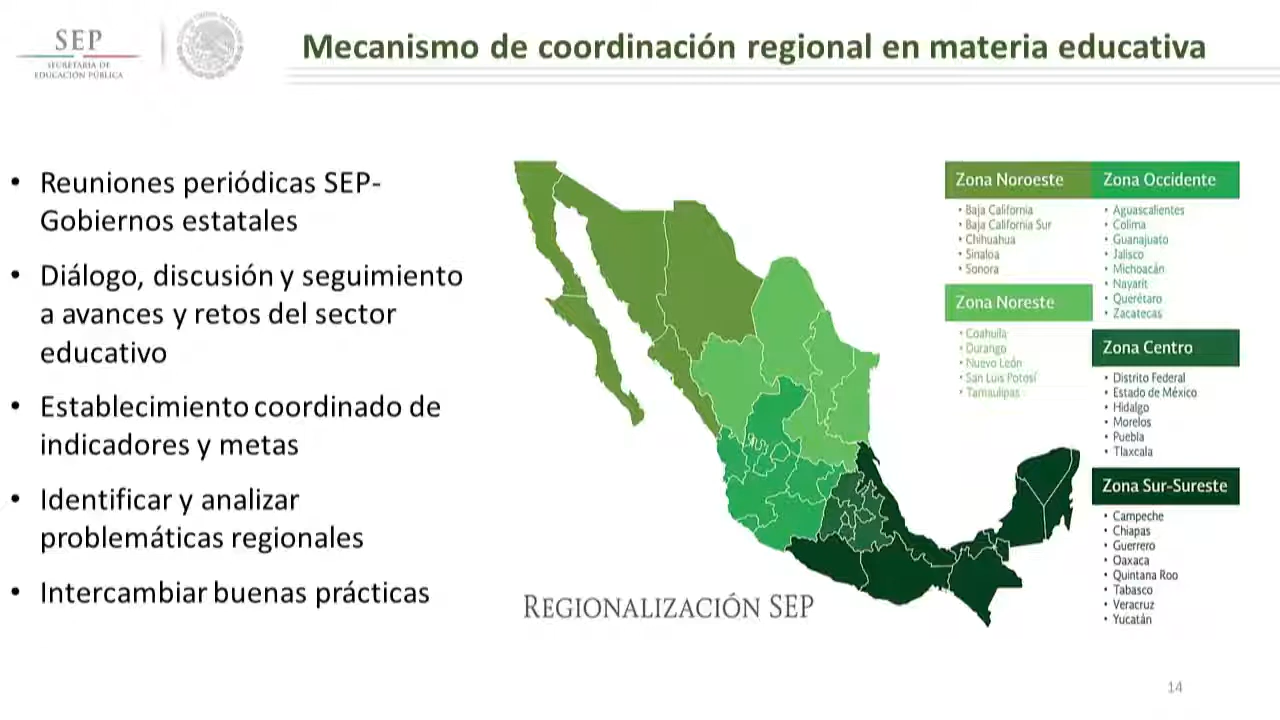 SEP
SECRETARÍA DE
EDUCACIÓN PÚBLICA
Mecanismo de coordinación regional en materia educativa
• Reuniones periódicas SEP-
Gobiernos estatales
• Diálogo, discusión y seguimiento
a avances y retos del sector
educativo
• Establecimiento coordinado de
indicadores y metas
• Identificar y analizar
problemáticas regionales
• Intercambiar buenas prácticas
REGIONALIZACIÓN SEP
Zona Noroeste
• Baja California
• Baja California Sur
• Chihuahua
• Sinaloa
• Sonora
Zona Noreste
• Coahuila
• Durango
• Nuevo León
• San Luis Potosí
• Tamaulipas
Zona Occidente
• Aguascalientes
• Colima
• Guanajuato
• Jalisco
• Michoacán
• Nayarit
• Querétaro
• Zacatecas
Zona Centro
• Distrito Federal
• Estado de México
• Hidalgo
• Morelos
• Puebla
• Tlaxcala
Zona Sur-Sureste
• Campeche
• Chiapas
• Guerrero
• Oaxaca
• Quintana Roo
• Tabasco
• Veracruz
• Yucatán
14